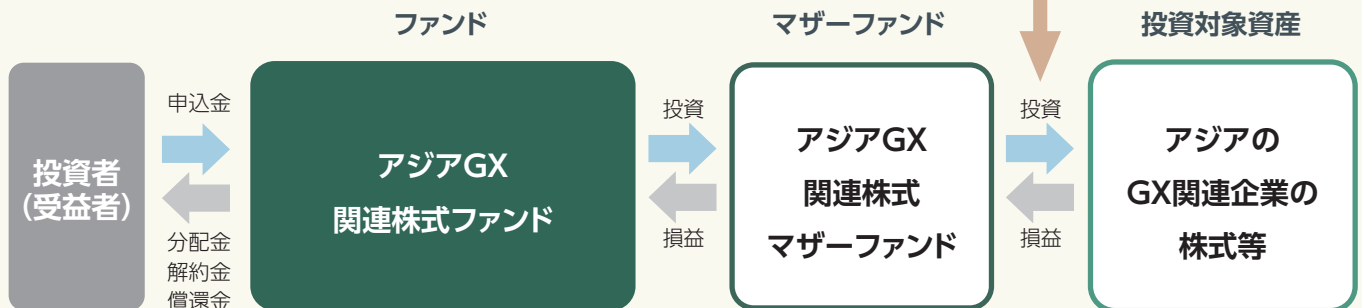 ファンド
マザーファンド
投資対象資産
投資者
（受益者）
申込金
分配金
解約金
償還金
アジアGX
関連株式ファンド
投資
損益
アジアGX
関連株式
マザーファンド
投資
損益
アジアの
GX関連企業の
株式等